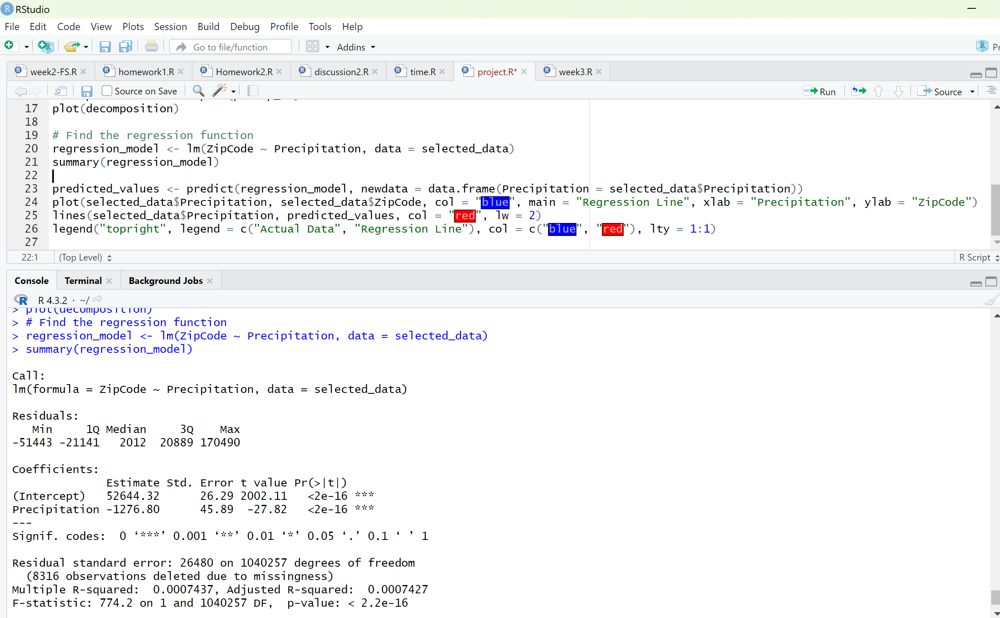 RStudio
File Edit Code View Plots Session Build Debug Profile Tools Help
Go to file/function Addins
week2-FS.R homework1.R Homework2.R discussion2.R time.R project.R* week3.R
Source on Save Run Source
17 plot(decomposition)
18
19 # Find the regression function
20 regression_model <- lm(ZipCode ~ Precipitation, data = selected_data)
21 summary(regression_model)
22
23 predicted_values <- predict(regression_model, newdata = data.frame(Precipitation = selected_data$Precipitation))
24 plot(selected_data$Precipitation, selected_data$ZipCode, col = "blue", main = "Regression Line", xlab = "Precipitation", ylab = "ZipCode")
25 lines(selected_data$Precipitation, predicted_values, col = "red", lw = 2)
26 legend("topright", legend = c("Actual Data", "Regression Line"), col = c("blue", "red"), lty = 1:1)
27
22:1 (Top Level) R Script
Console Terminal Background Jobs
R 4.3.2 · ~/
> plot(decomposition)
> # Find the regression function
> regression_model <- lm(ZipCode ~ Precipitation, data = selected_data)
> summary(regression_model)
Call:
lm(formula = ZipCode ~ Precipitation, data = selected_data)
Residuals:
Min 1Q Median 3Q Max
-51443 -21141 2012 20889 170490
Coefficients:
Estimate Std. Error t value Pr(>|t|)
(Intercept) 52644.32 26.29 2002.11 <2e-16 ***
Precipitation -1276.80 45.89 -27.82 <2e-16 ***
---
Signif. codes: 0 ‘***’ 0.001 ‘**’ 0.01 ‘*’ 0.05 ‘.’ 0.1 ‘ ’ 1
Residual standard error: 26480 on 1040257 degrees of freedom
(8316 observations deleted due to missingness)
Multiple R-squared: 0.0007437, Adjusted R-squared: 0.0007427
F-statistic: 774.2 on 1 and 1040257 DF, p-value: < 2.2e-16